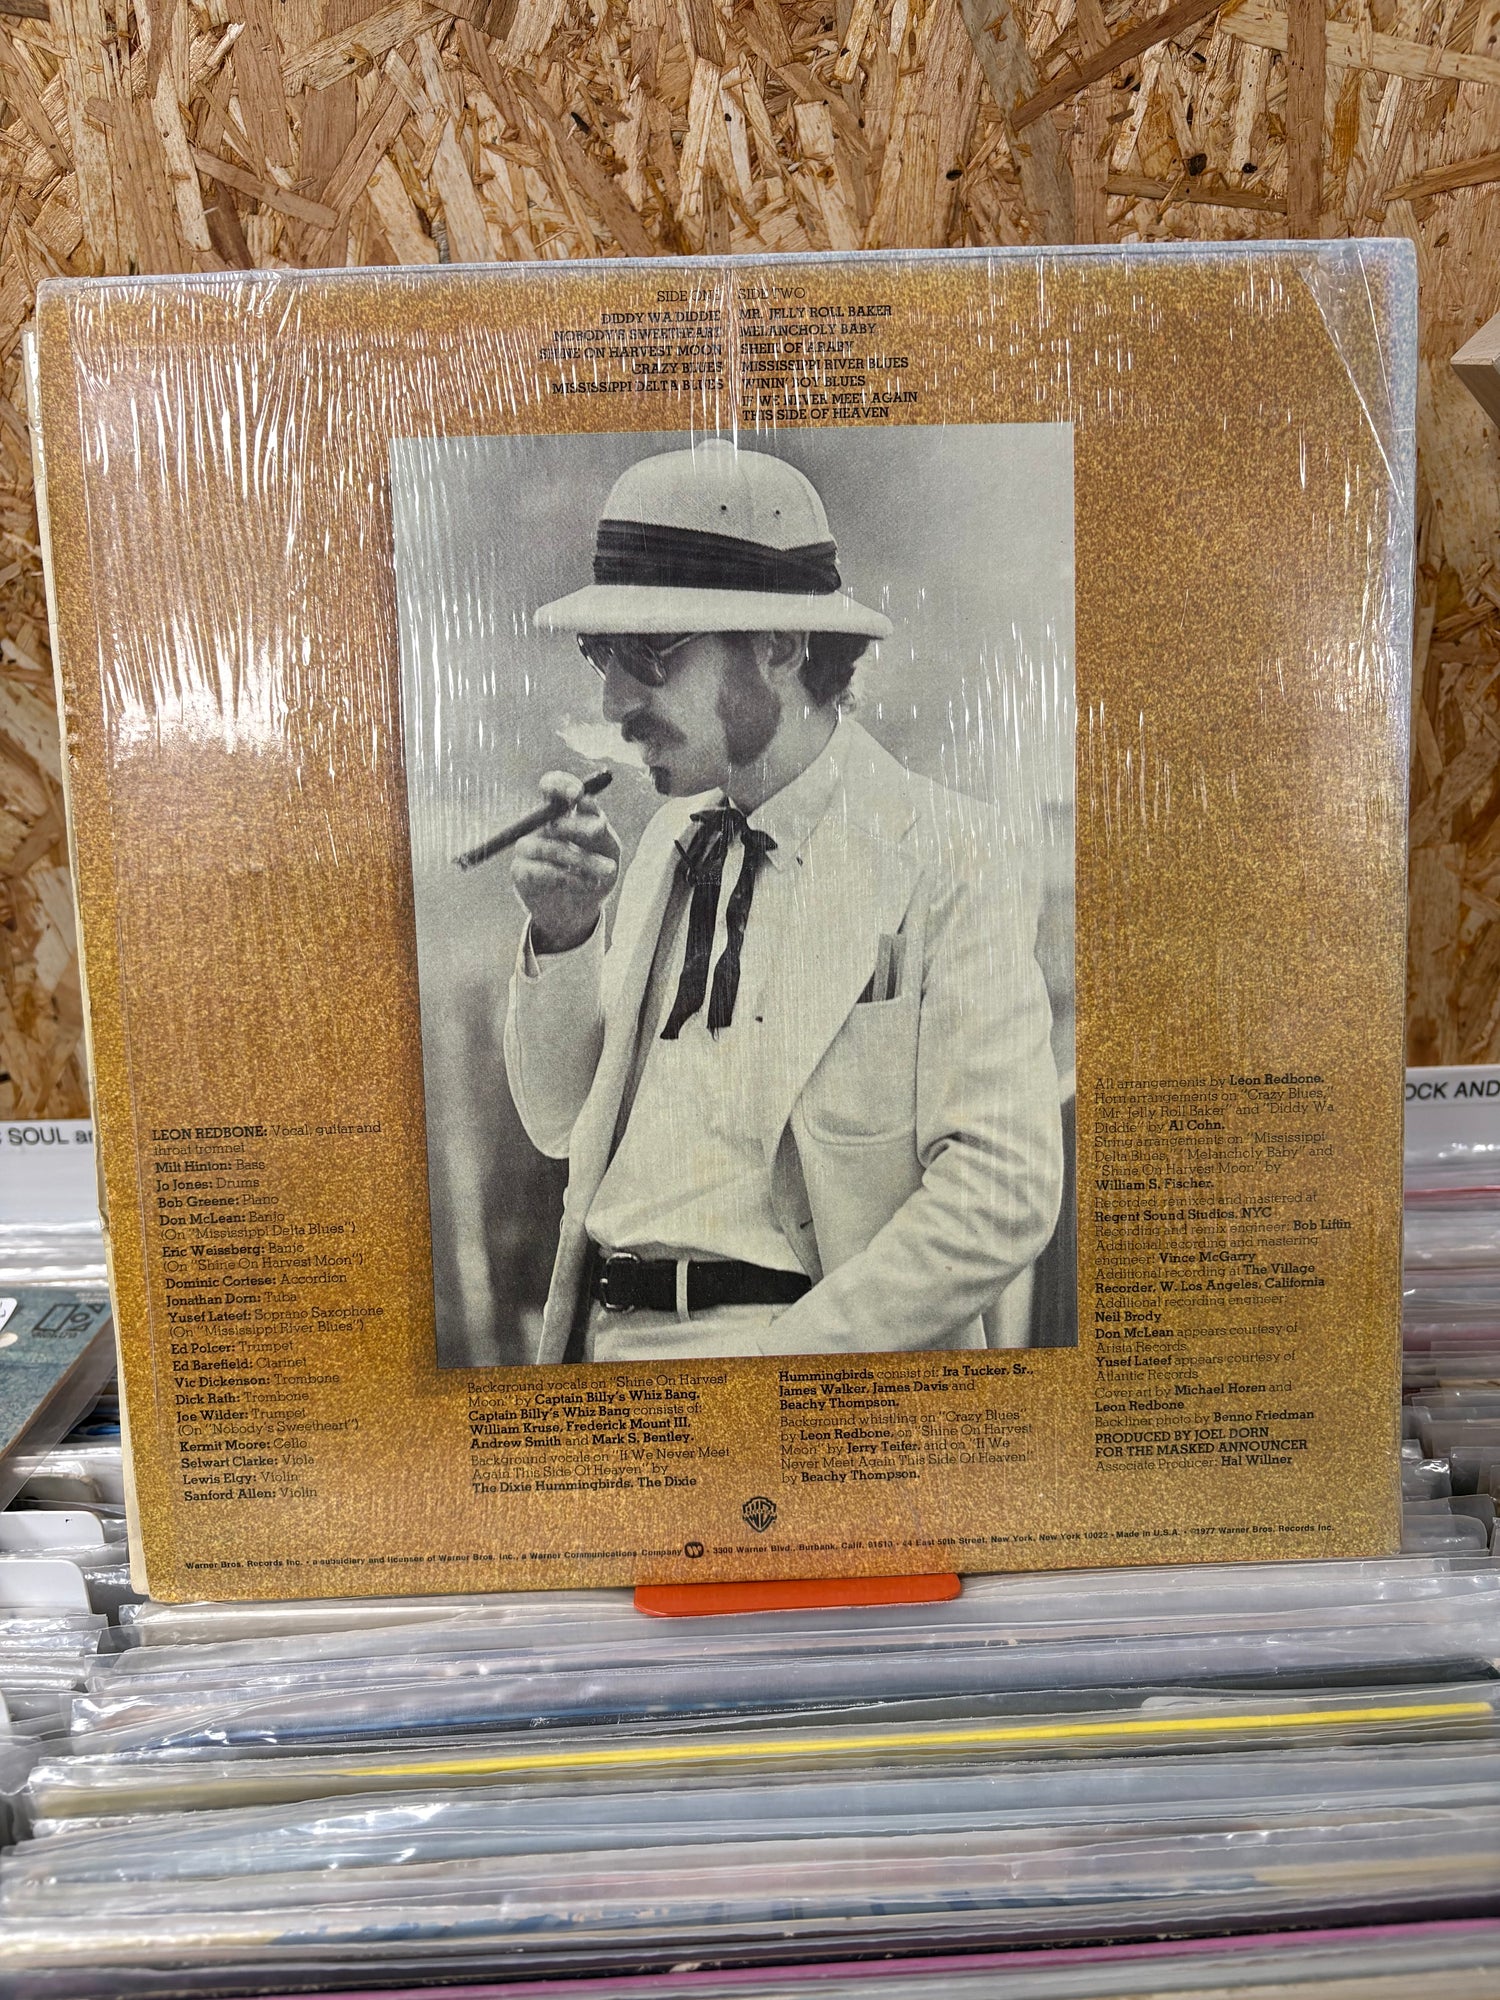 SIDE ONE
DIDDY WA DIDDIE
NOBODY'S SWEETHEART
SHINE ON HARVEST MOON
CRAZY BLUES
MISSISSIPPI DELTA BLUES
SIDE TWO
MR. JELLY ROLL BAKER
MELANCHOLY BABY
SHEIK OF ARABY
MISSISSIPPI RIVER BLUES
'WININ' BOY BLUES
IF WE NEVER MEET AGAIN
THIS SIDE OF HEAVEN
LEON REDBONE: Vocal, guitar and
throat tromnet
Milt Hinton: Bass
Jo Jones: Drums
Bob Greene: Piano
Don McLean: Banjo
(On "Mississippi Delta Blues")
Eric Weissberg: Banjo
(On "Shine On Harvest Moon")
Dominic Cortese: Accordion
Jonathan Dorn: Tuba
Yusef Lateef: Soprano Saxophone
(On "Mississippi River Blues")
Ed Polcer: Trumpet
Ed Barefield: Clarinet
Vic Dickenson: Trombone
Dick Rath: Trombone
Joe Wilder: Trumpet
(On "Nobody's Sweetheart")
Kermit Moore: Cello
Selwart Clarke: Viola
Lewis Elgy: Violin
Sanford Allen: Violin
Background vocals on "Shine On Harvest
Moon" by Captain Billy's Whiz Bang.
Captain Billy's Whiz Bang consists of:
William Kruse, Frederick Mount III,
Andrew Smith and Mark S. Bentley.
Background vocals on "If We Never Meet
Again This Side Of Heaven" by
The Dixie Hummingbirds. The Dixie
Hummingbirds consist of: Ira Tucker, Sr.,
James Walker, James Davis and
Beachy Thompson.
Background whistling on "Crazy Blues"
by Leon Redbone, on "Shine On Harvest
Moon" by Jerry Teifer, and on "If We
Never Meet Again This Side Of Heaven"
by Beachy Thompson.
All arrangements by Leon Redbone.
Horn arrangements on "Crazy Blues,"
"Mr. Jelly Roll Baker" and "Diddy Wa
Diddie" by Al Cohn.
String arrangements on "Mississippi
Delta Blues," "Melancholy Baby" and
"Shine On Harvest Moon" by
William S. Fischer.
Recorded, remixed and mastered at
Regent Sound Studios, NYC
Recording and remix engineer: Bob Liftin
Additional recording and mastering
engineer: Vince McGarry
Additional recording at The Village
Recorder, W. Los Angeles, California
Additional recording engineer:
Neil Brody
Don McLean appears courtesy of
Arista Records
Yusef Lateef appears courtesy of
Atlantic Records
Cover art by Michael Horen and
Leon Redbone
Backliner photo by Benno Friedman
PRODUCED BY JOEL DORN
FOR THE MASKED ANNOUNCER
Associate Producer: Hal Willner
Warner Bros. Records Inc. • a subsidiary and licensee of Warner Bros. Inc., a Warner Communications Company • 3300 Warner Blvd., Burbank, Calif. 91510 • 44 East 50th Street, New York, New York 10022 • Made in U.S.A. • ©1977 Warner Bros. Records Inc.
SOUL
OCK AND